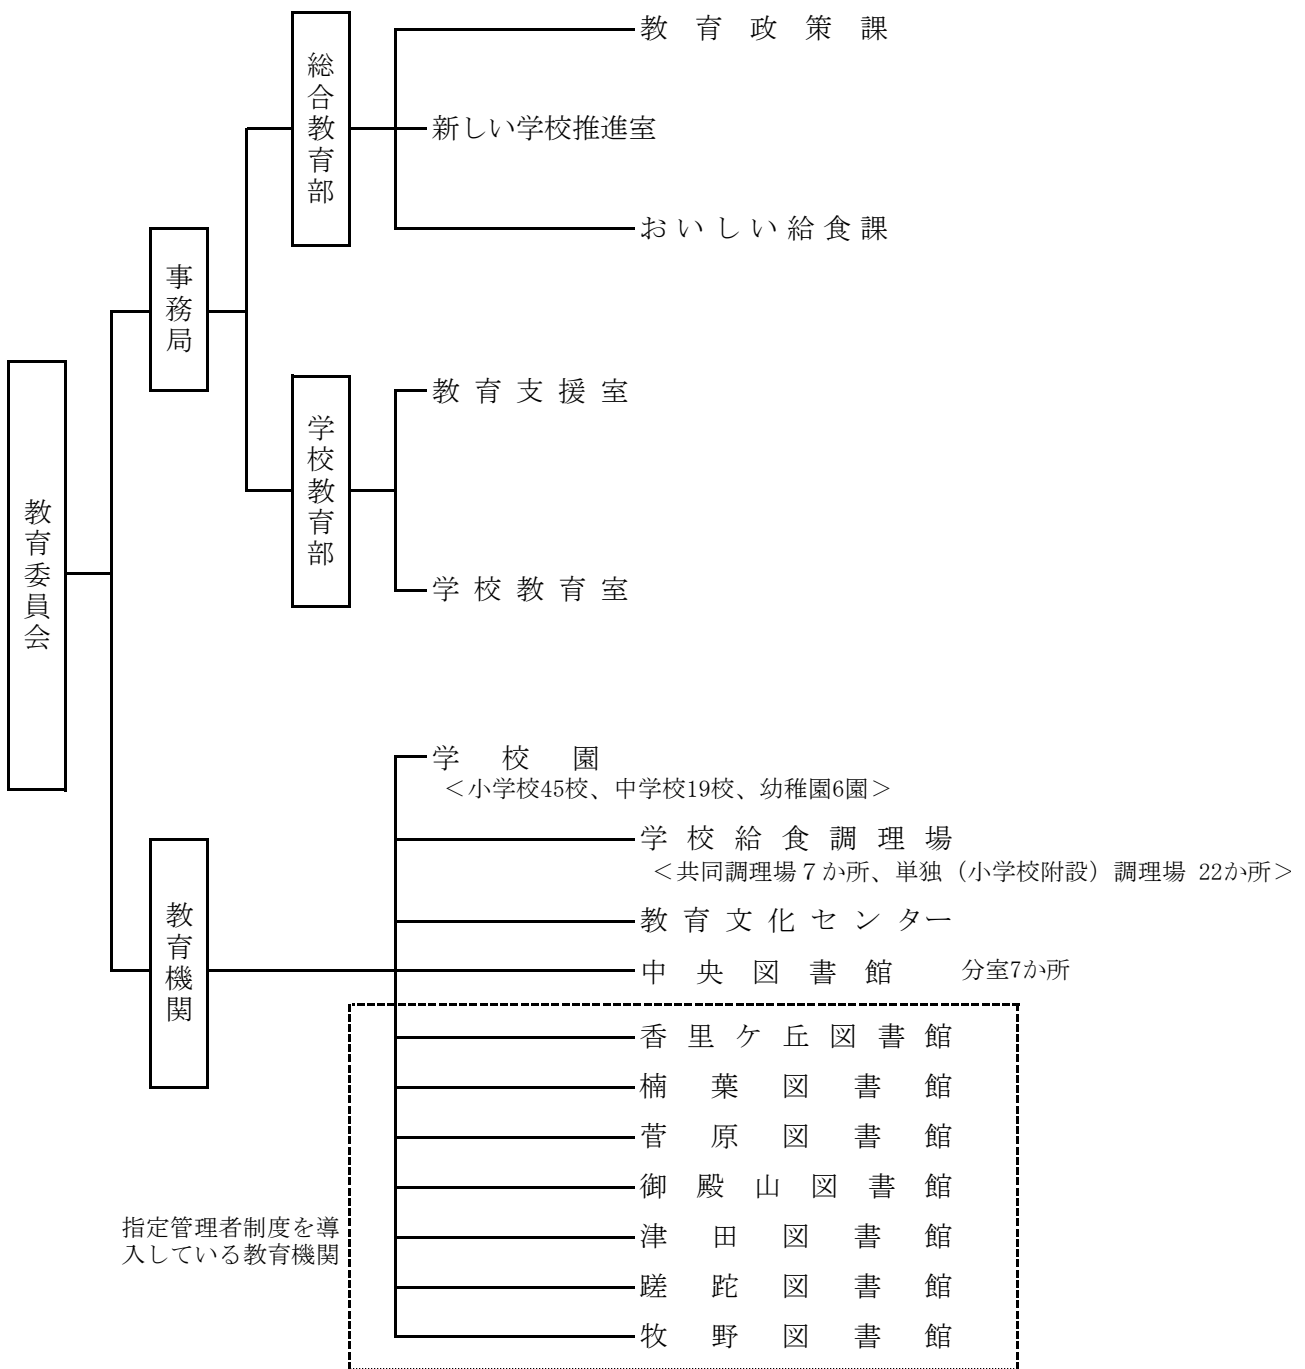 教育委員会
事務局
総合教育部
教育政策課
新しい学校推進室
おいしい給食課
学校教育部
教育支援室
学校教育室
教育機関
学校園
＜小学校45校、中学校19校、幼稚園6園＞
学校給食調理場
＜共同調理場７か所、単独（小学校附設）調理場 22か所＞
教育文化センター
中央図書館 分室7か所
指定管理者制度を導
入している教育機関
香里ケ丘図書館
楠葉図書館
菅原図書館
御殿山図書館
津田図書館
蹉跎図書館
牧野図書館